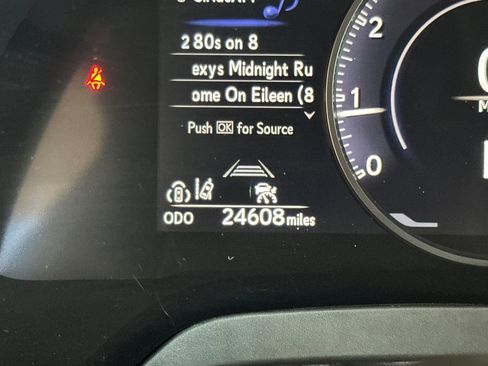 2 80s on 8
exys Midnight Ru
ome On Eileen (8
Push OK for Source
ODO 24608 miles
2
1
0